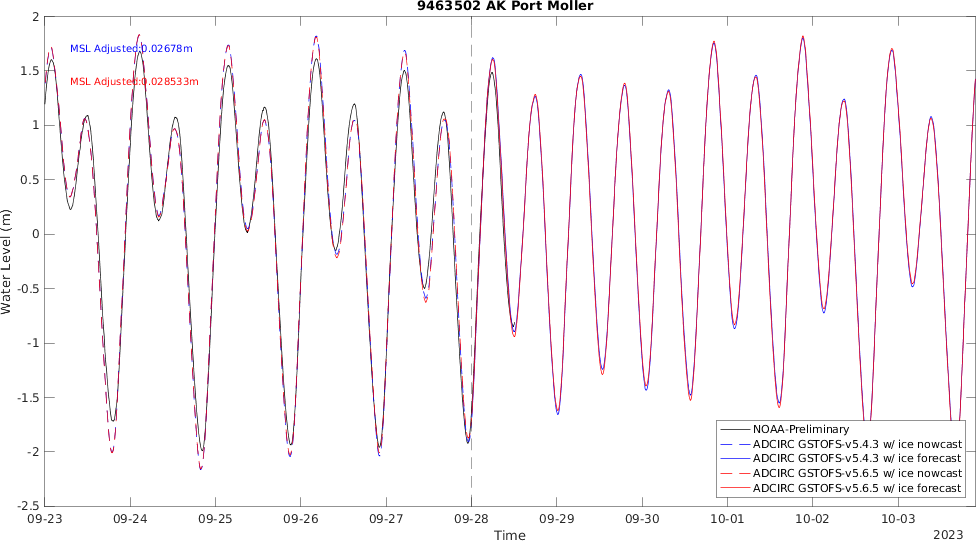 9463502 AK Port Moller
MSL Adjusted:0.02678m
MSL Adjusted:0.028533m
Water Level (m)
2
1.5
1
0.5
0
-0.5
-1
-1.5
-2
-2.5
NOAA-Preliminary
ADCIRC GSTOFS-v5.4.3 w/ ice nowcast
ADCIRC GSTOFS-v5.4.3 w/ ice forecast
ADCIRC GSTOFS-v5.6.5 w/ ice nowcast
ADCIRC GSTOFS-v5.6.5 w/ ice forecast
09-23 09-24 09-25 09-26 09-27 09-28 09-29 09-30 10-01 10-02 10-03
Time
2023